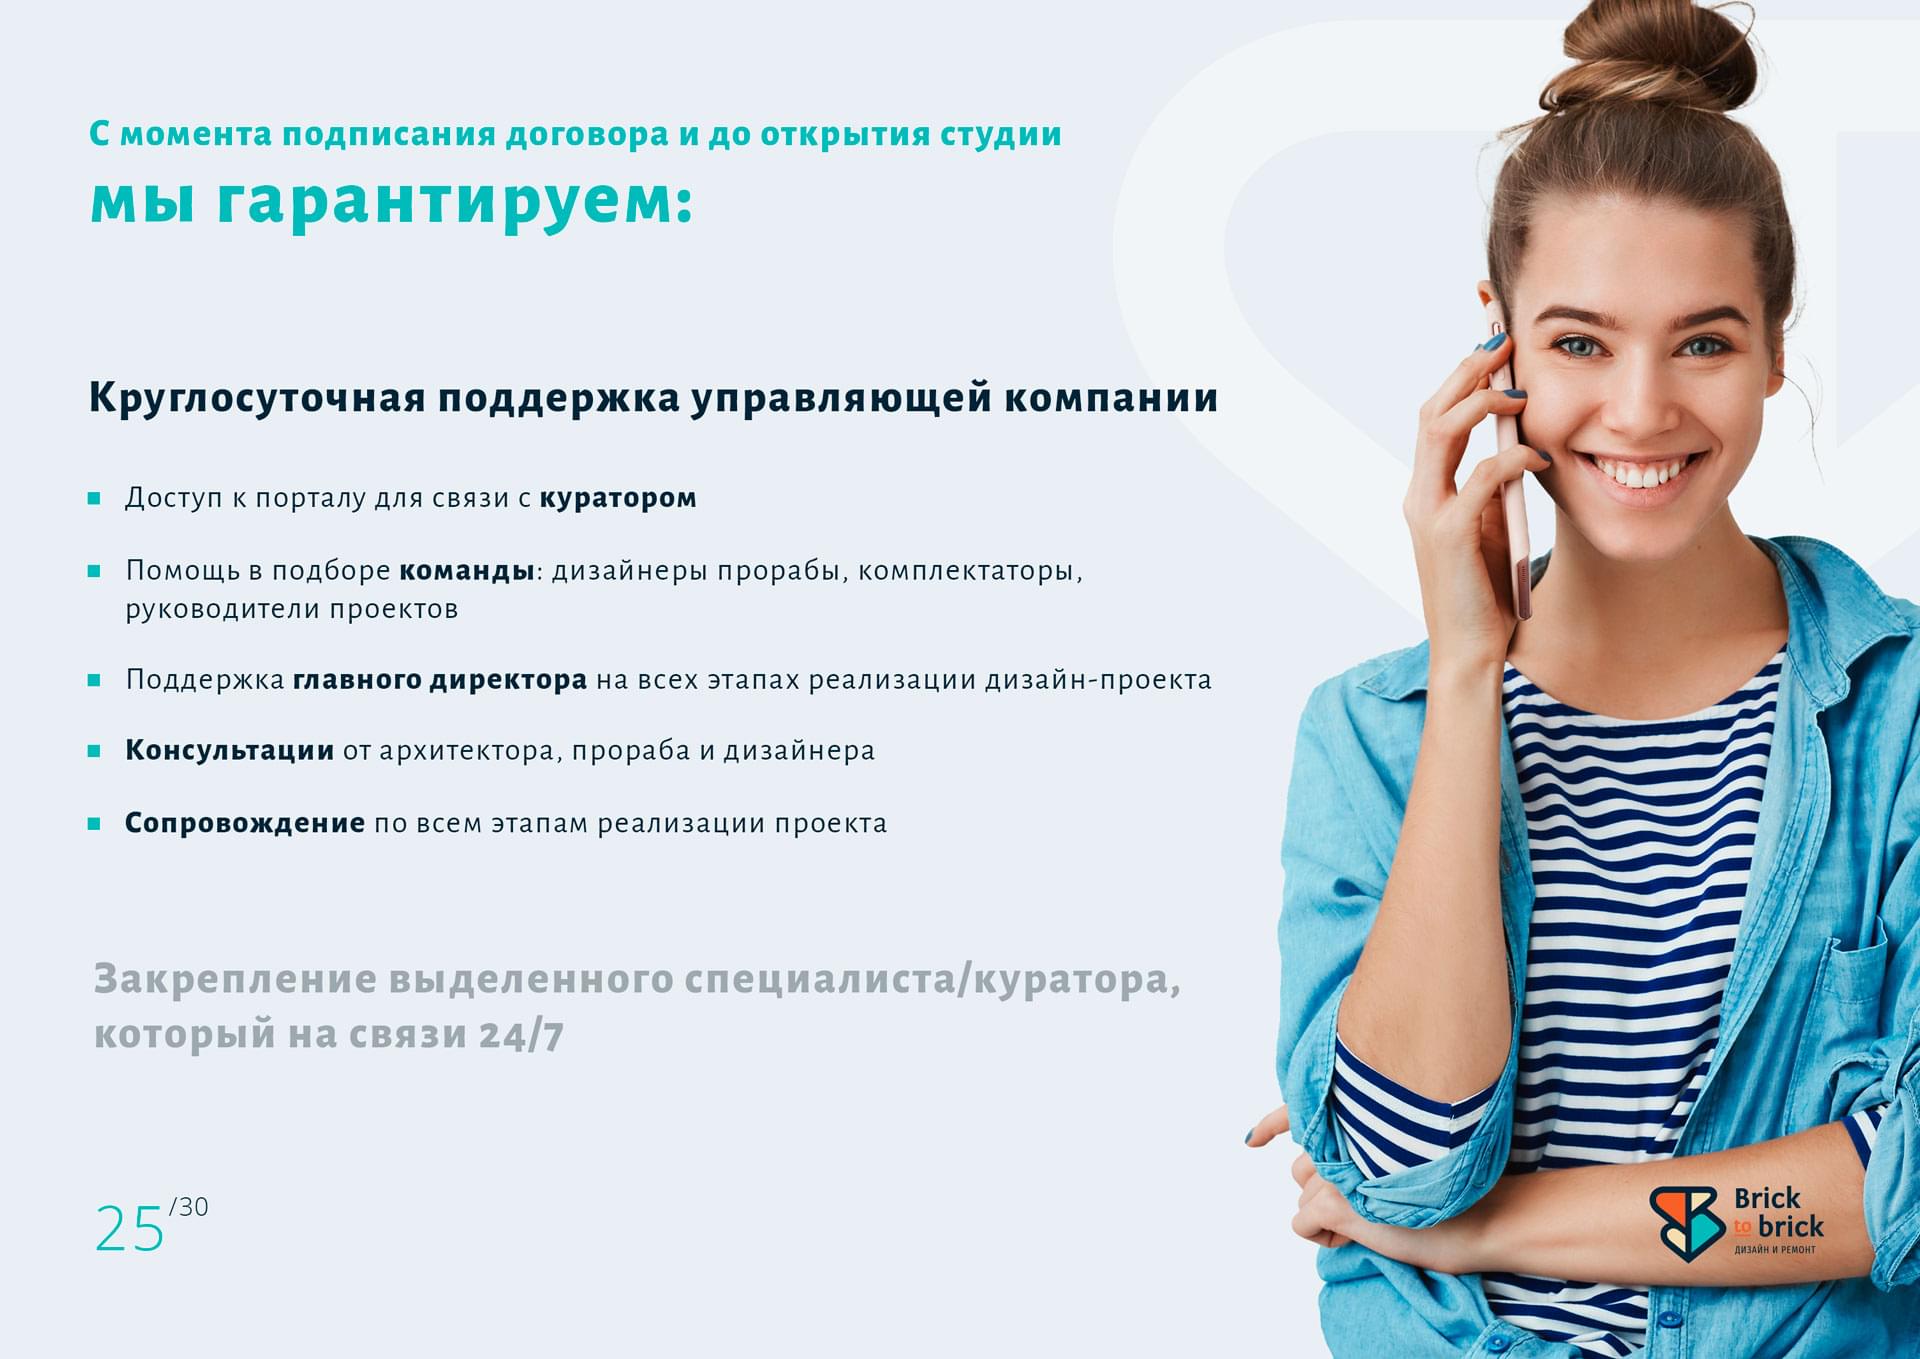 С момента подписания договора и до открытия студии
мы гарантируем:
Круглосуточная поддержка управляющей компании
Доступ к порталу для связи с куратором
Помощь в подборе команды: дизайнеры прорабы, комплектаторы,
руководители проектов
Поддержка главного директора на всех этапах реализации дизайн-проекта
Консультации от архитектора, прораба и дизайнера
Сопровождение по всем этапам реализации проекта
Закрепление выделенного специалиста/куратора,
который на связи 24/7
25/30
Brick
to brick
ДИЗАЙН И РЕМОНТ